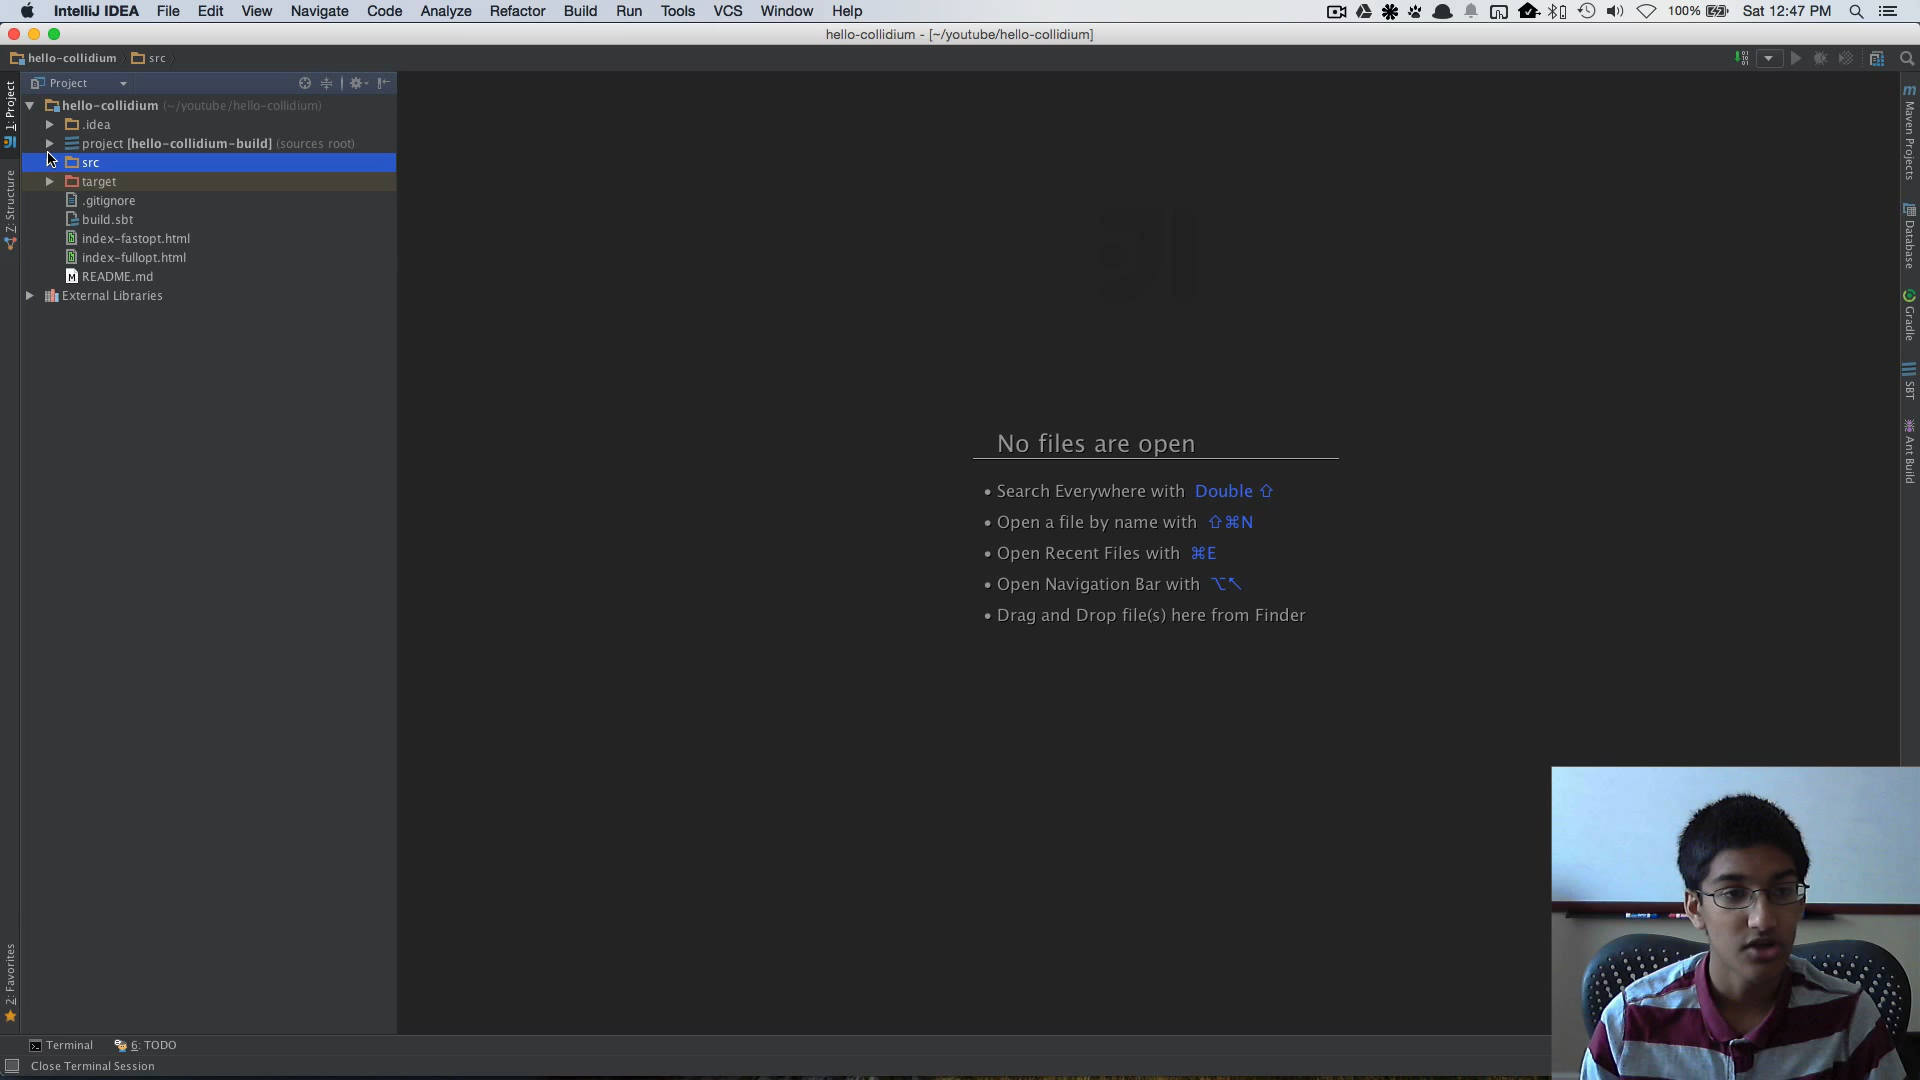 IntelliJ IDEA File Edit View Navigate Code Analyze Refactor Build Run Tools VCS Window Help 100% Sat 12:47 PM
hello-collidium - [~/youtube/hello-collidium]
hello-collidium src
Project
1: Project
Z: Structure
2: Favorites
hello-collidium (~/youtube/hello-collidium)
.idea
project [hello-collidium-build] (sources root)
src
target
.gitignore
build.sbt
index-fastopt.html
index-fullopt.html
README.md
External Libraries
No files are open
• Search Everywhere with Double ⇧
• Open a file by name with ⇧⌘N
• Open Recent Files with ⌘E
• Open Navigation Bar with ⌥↖
• Drag and Drop file(s) here from Finder
Maven Projects
Database
Gradle
SBT
Ant Build
Terminal 6: TODO
Close Terminal Session